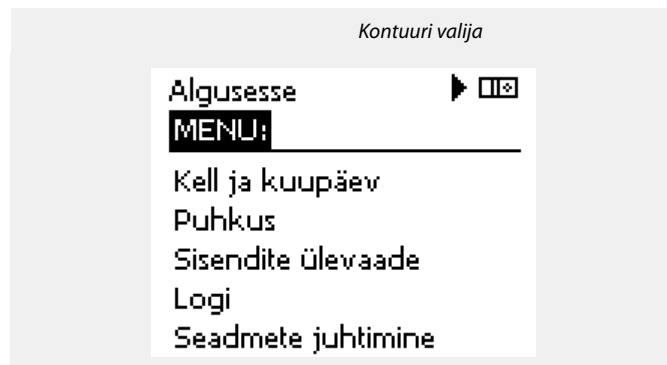 Kontuuri valija
Algusesse
MENU:
Kell ja kuupäev
Puhkus
Sisendite ülevaade
Logi
Seadmete juhtimine